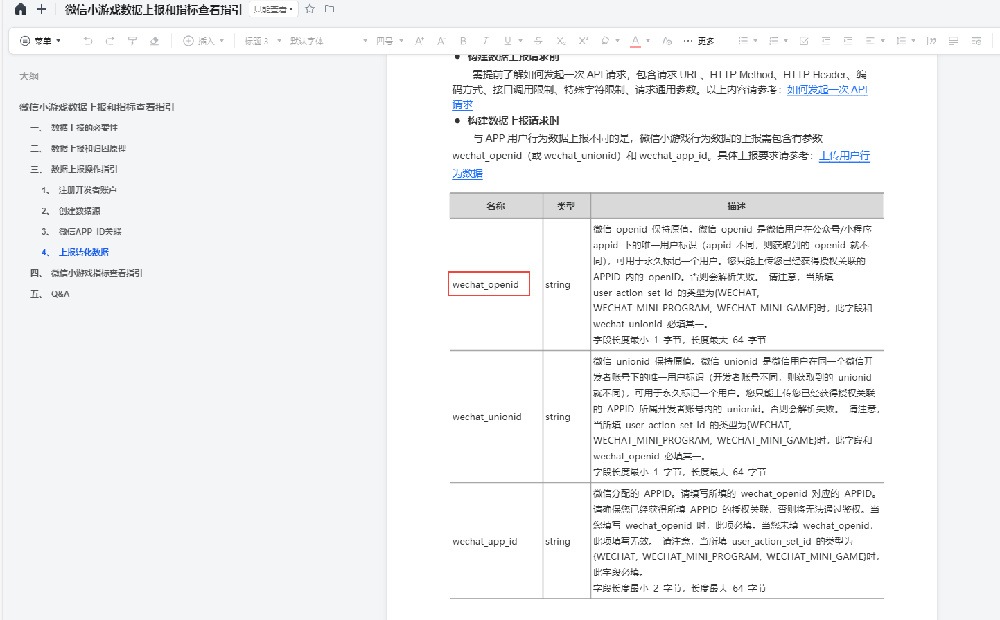 微信小游戏数据上报和指标查看指引
只能查看
菜单
插入
标题 3
默认字体
四号
更多
大纲
微信小游戏数据上报和指标查看指引
一、 数据上报的必要性
二、 数据上报和归因原理
三、 数据上报操作指引
1、 注册开发者账户
2、 创建数据源
3、 微信APP ID关联
4、 上报转化数据
四、 微信小游戏指标查看指引
五、 Q&A
● 构建数据上报请求前
需提前了解如何发起一次 API 请求，包含请求 URL、HTTP Method、HTTP Header、编
码方式、接口调用限制、特殊字符限制、请求通用参数。以上内容请参考：如何发起一次 API
请求
● 构建数据上报请求时
与 APP 用户行为数据上报不同的是，微信小游戏行为数据的上报需包含有参数
wechat_openid（或 wechat_unionid）和 wechat_app_id。具体上报要求请参考：上传用户行
为数据
名称 类型 描述
wechat_openid
string
微信 openid 保持原值。微信 openid 是微信用户在公众号/小程序
appid 下的唯一用户标识（appid 不同，则获取到的 openid 就不
同），可用于永久标记一个用户。您只能上传您已经获得授权关联的
APPID 内的 openID。否则会解析失败。 请注意，当所填
user_action_set_id 的类型为{WECHAT,
WECHAT_MINI_PROGRAM, WECHAT_MINI_GAME}时，此字段和
wechat_unionid 必填其一。
字段长度最小 1 字节，长度最大 64 字节
wechat_unionid
string
微信 unionid 保持原值。微信 unionid 是微信用户在同一个微信开
发者账号下的唯一用户标识（开发者账号不同，则获取到的 unionid
就不同），可用于永久标记一个用户。您只能上传您已经获得授权关联
的 APPID 所属开发者账号内的 unionid。否则会解析失败。 请注意，
当所填 user_action_set_id 的类型为{WECHAT,
WECHAT_MINI_PROGRAM, WECHAT_MINI_GAME}时，此字段和
wechat_openid 必填其一。
字段长度最小 1 字节，长度最大 64 字节
wechat_app_id
string
微信分配的 APPID。请填写所填的 wechat_openid 对应的 APPID。
请确保您已经获得所填 APPID 的授权关联，否则将无法通过鉴权。当
您填写 wechat_openid 时，此项必填。当您未填 wechat_openid，
此项填写无效。 请注意，当所填 user_action_set_id 的类型为
{WECHAT, WECHAT_MINI_PROGRAM, WECHAT_MINI_GAME}时，
此字段必填。
字段长度最小 2 字节，长度最大 64 字节